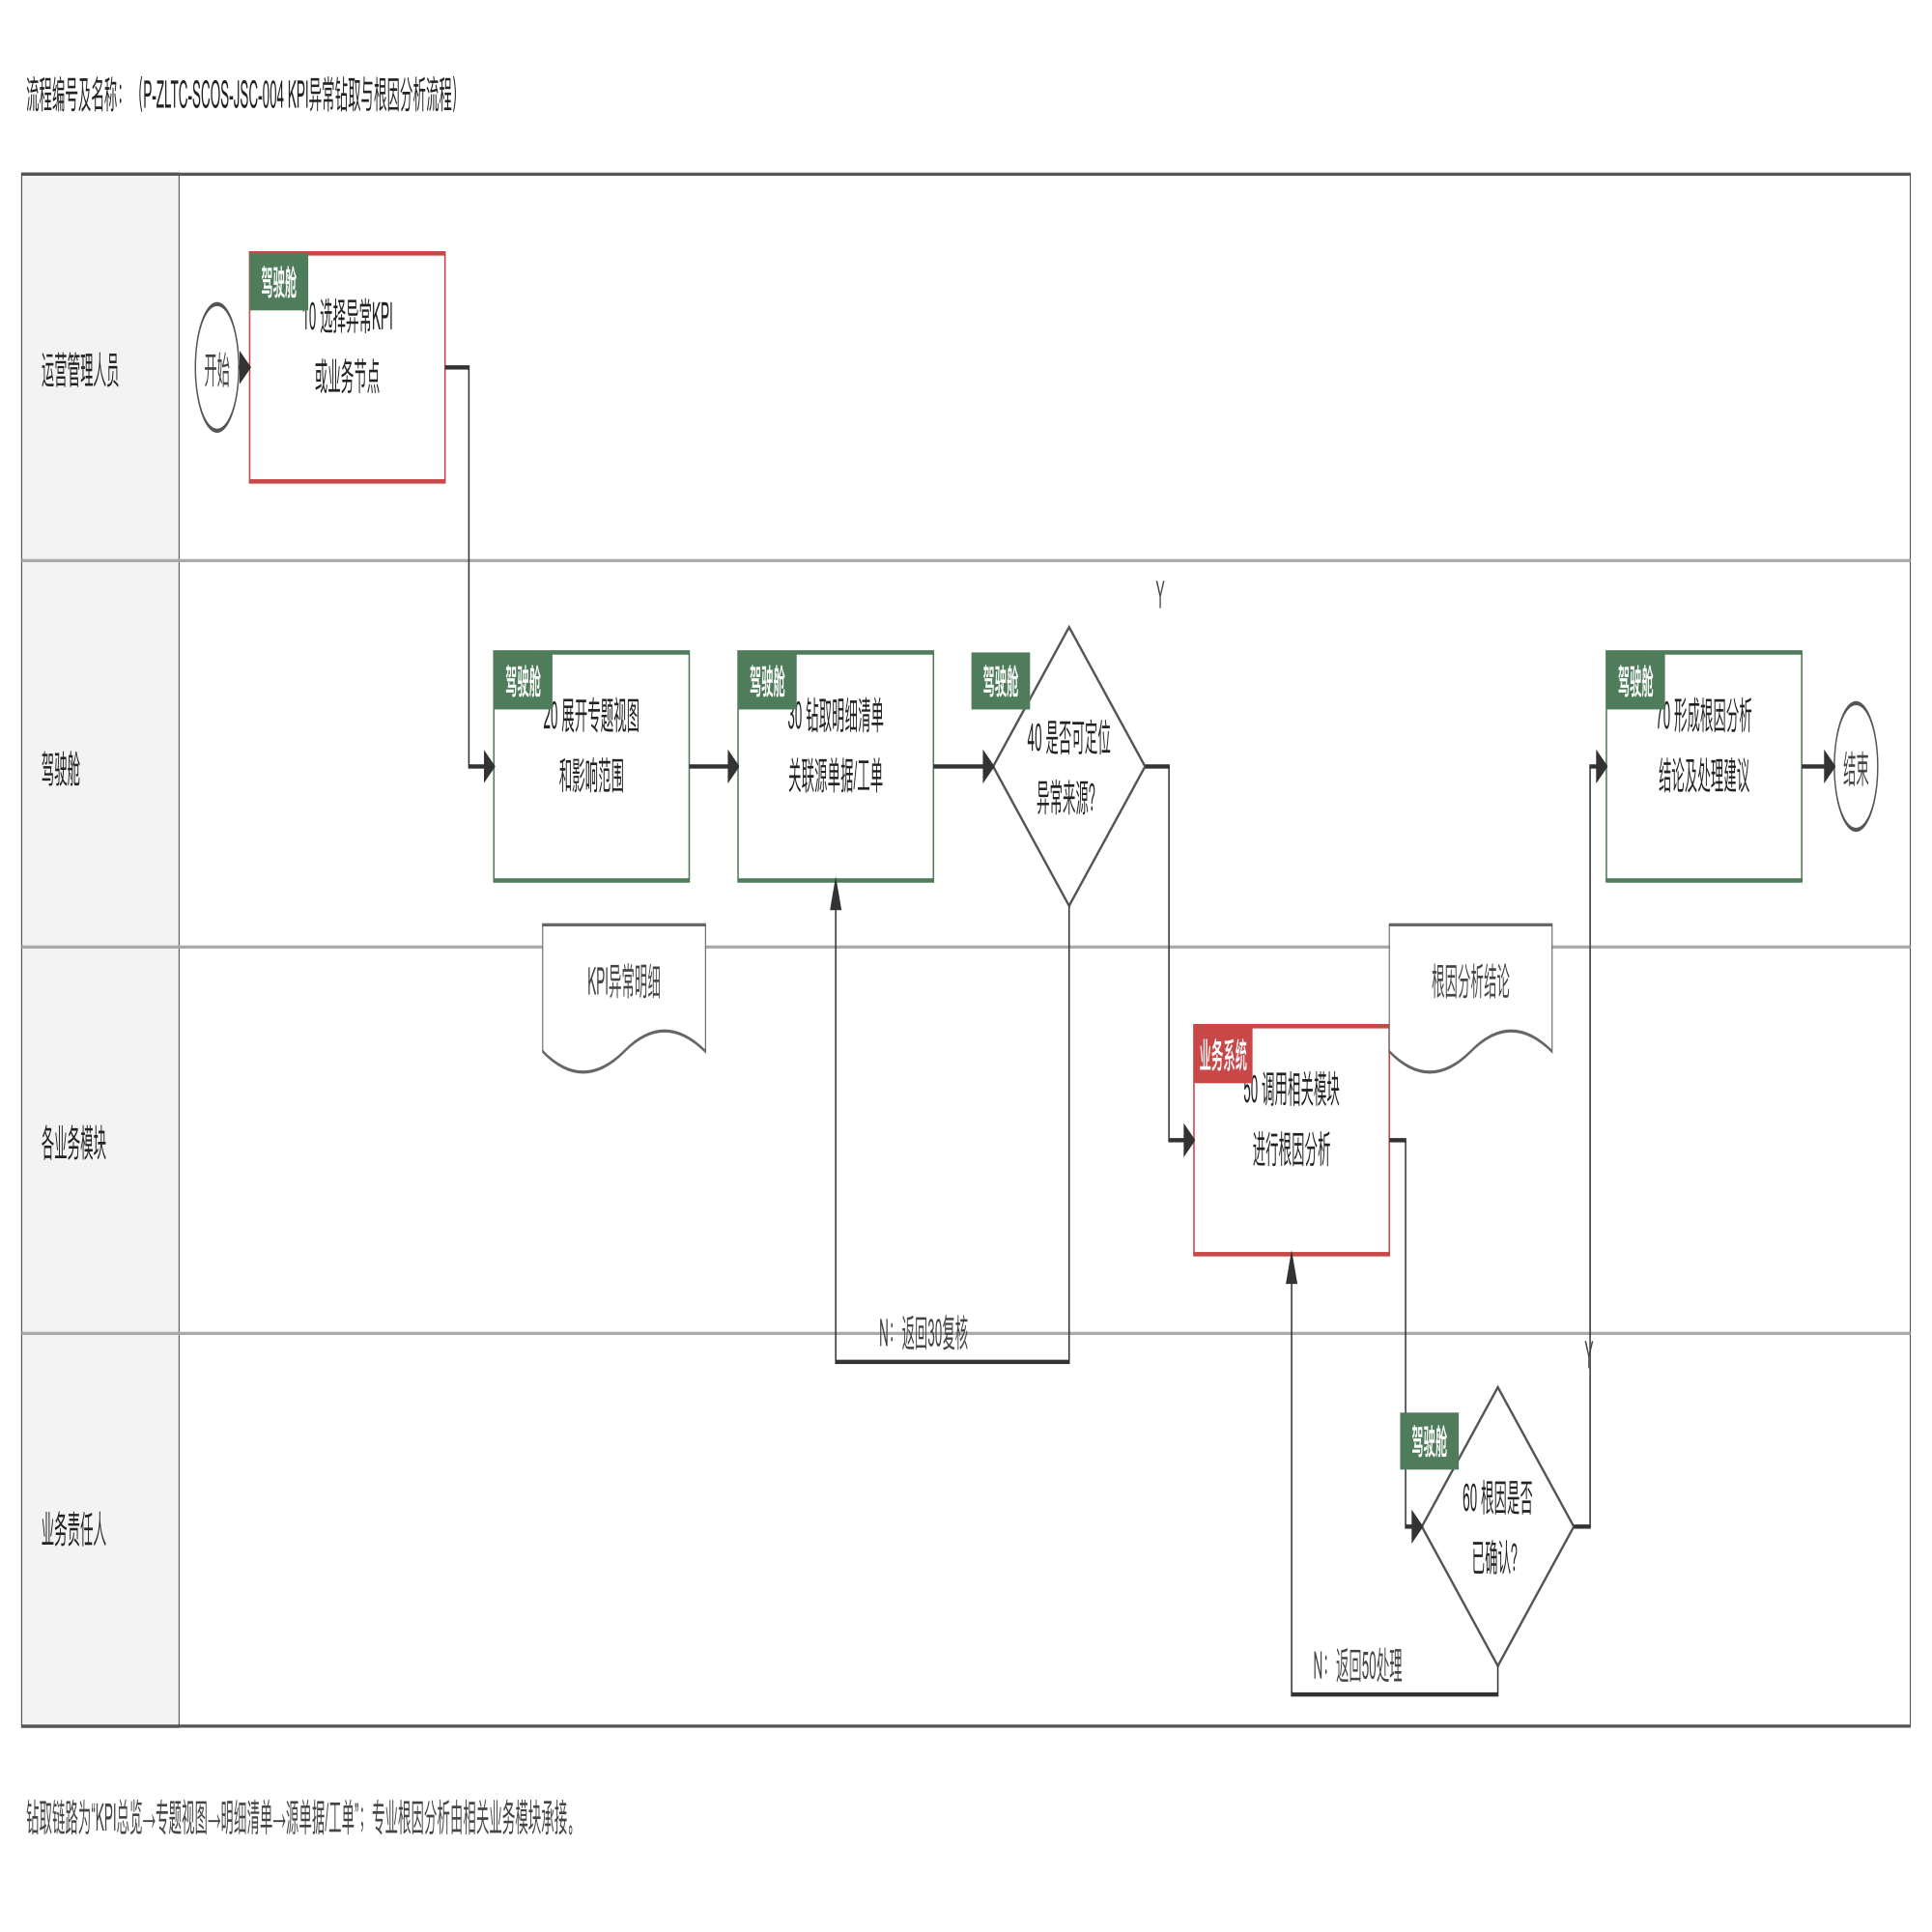 流程编号及名称：（P-ZLTC-SCOS-JSC-004 KPI异常钻取与根因分析流程）
运营管理人员
开始
驾驶舱
10 选择异常KPI
或业务节点
驾驶舱
驾驶舱
20 展开专题视图
和影响范围
驾驶舱
30 钻取明细清单
关联源单据/工单
驾驶舱
40 是否可定位
异常来源？
Y
驾驶舱
70 形成根因分析
结论及处理建议
结束
KPI异常明细
根因分析结论
各业务模块
业务系统
50 调用相关模块
进行根因分析
N：返回30复核
Y
业务责任人
驾驶舱
60 根因是否
已确认？
N：返回50处理
钻取链路为“KPI总览→专题视图→明细清单→源单据/工单”；专业根因分析由相关业务模块承接。